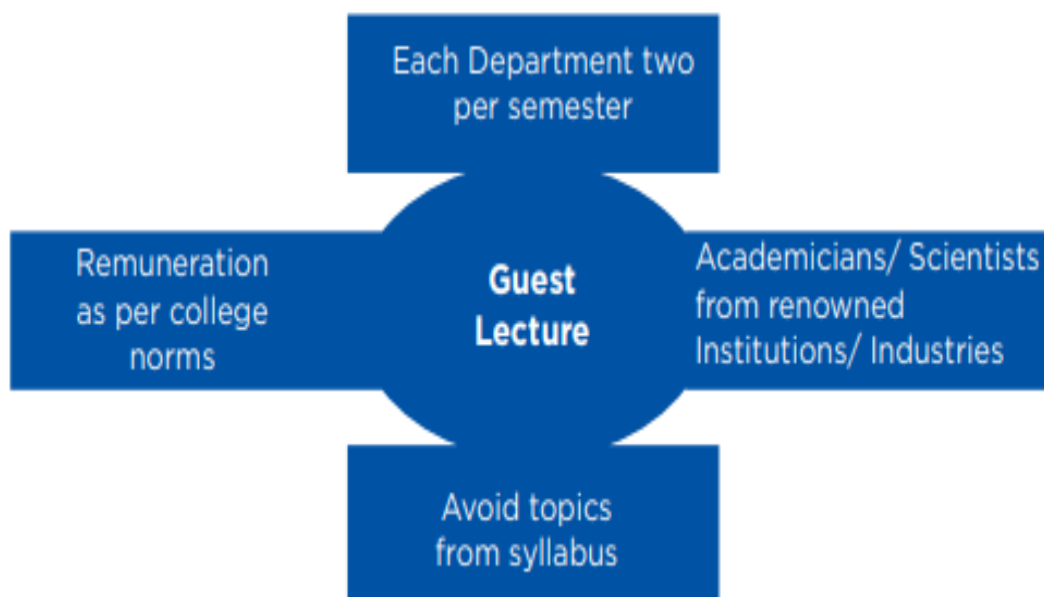 Each Department two
per semester
Remuneration
as per college
norms
Guest
Lecture
Academicians/ Scientists
from renowned
Institutions/ Industries
Avoid topics
from syllabus